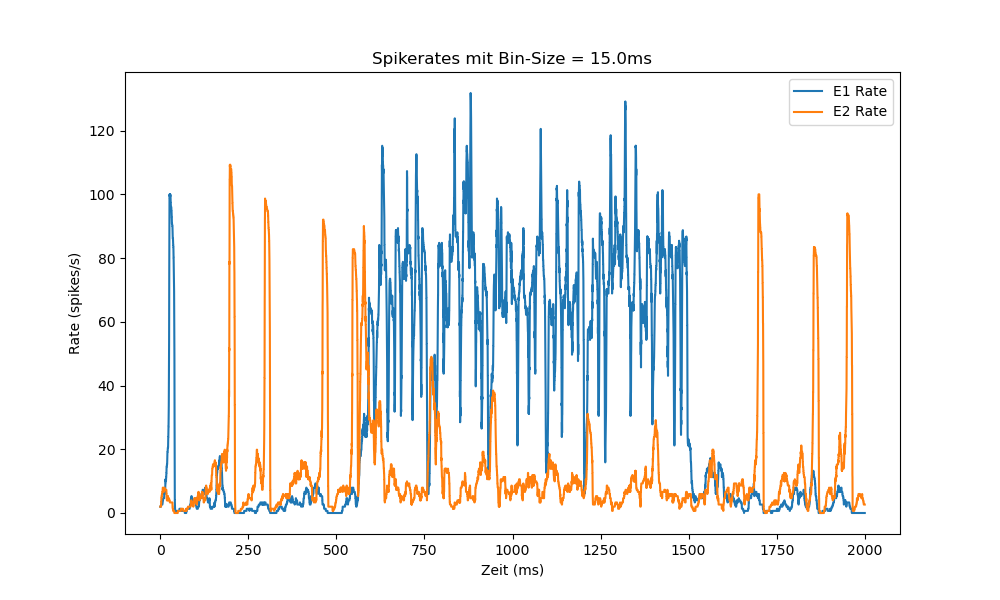 Spikerates mit Bin-Size = 15.0ms
E1 Rate
E2 Rate
120
100
80
60
40
20
0
Rate (spikes/s)
0 250 500 750 1000 1250 1500 1750 2000
Zeit (ms)